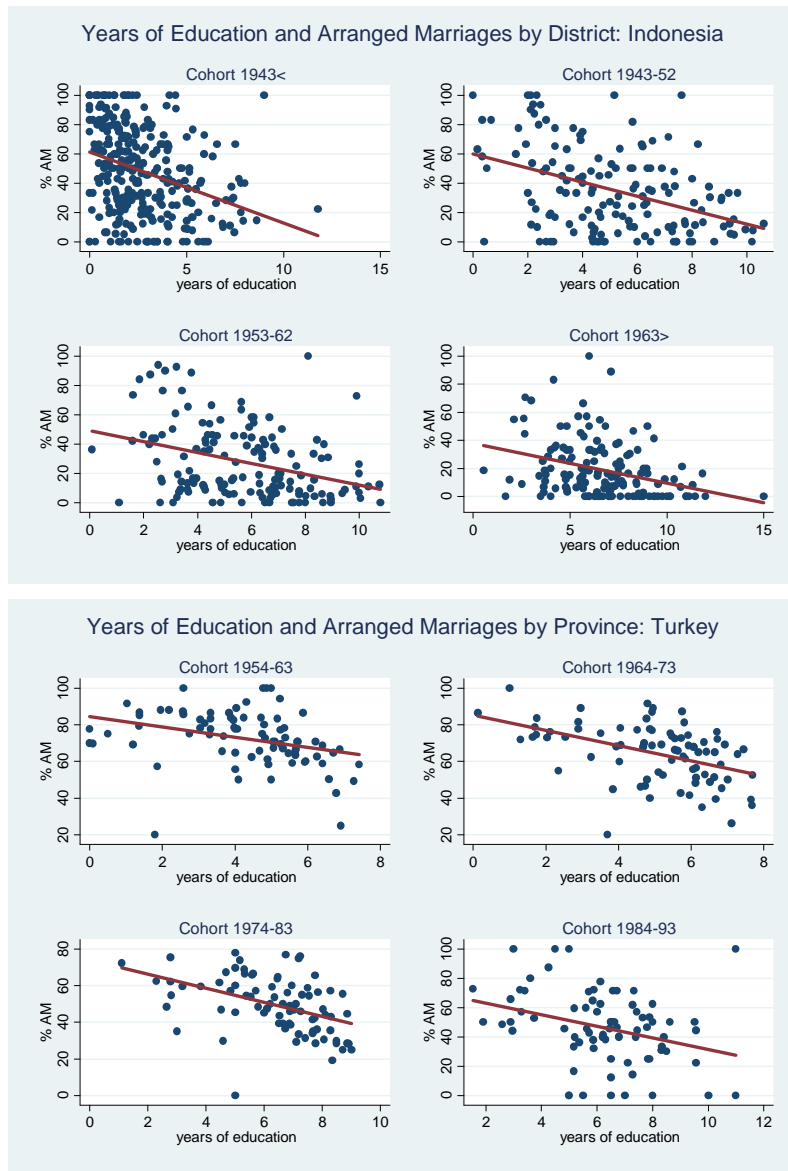 Years of Education and Arranged Marriages by District: Indonesia
Cohort 1943<
% AM
0 20 40 60 80 100
0 5 10 15
years of education
Cohort 1943-52
% AM
0 20 40 60 80 100
0 2 4 6 8 10
years of education
Cohort 1953-62
% AM
0 20 40 60 80 100
0 2 4 6 8 10
years of education
Cohort 1963>
% AM
0 20 40 60 80 100
0 5 10 15
years of education
Years of Education and Arranged Marriages by Province: Turkey
Cohort 1954-63
% AM
20 40 60 80 100
0 2 4 6 8
years of education
Cohort 1964-73
% AM
20 40 60 80 100
0 2 4 6 8
years of education
Cohort 1974-83
% AM
0 20 40 60 80
0 2 4 6 8 10
years of education
Cohort 1984-93
% AM
0 20 40 60 80 100
2 4 6 8 10 12
years of education